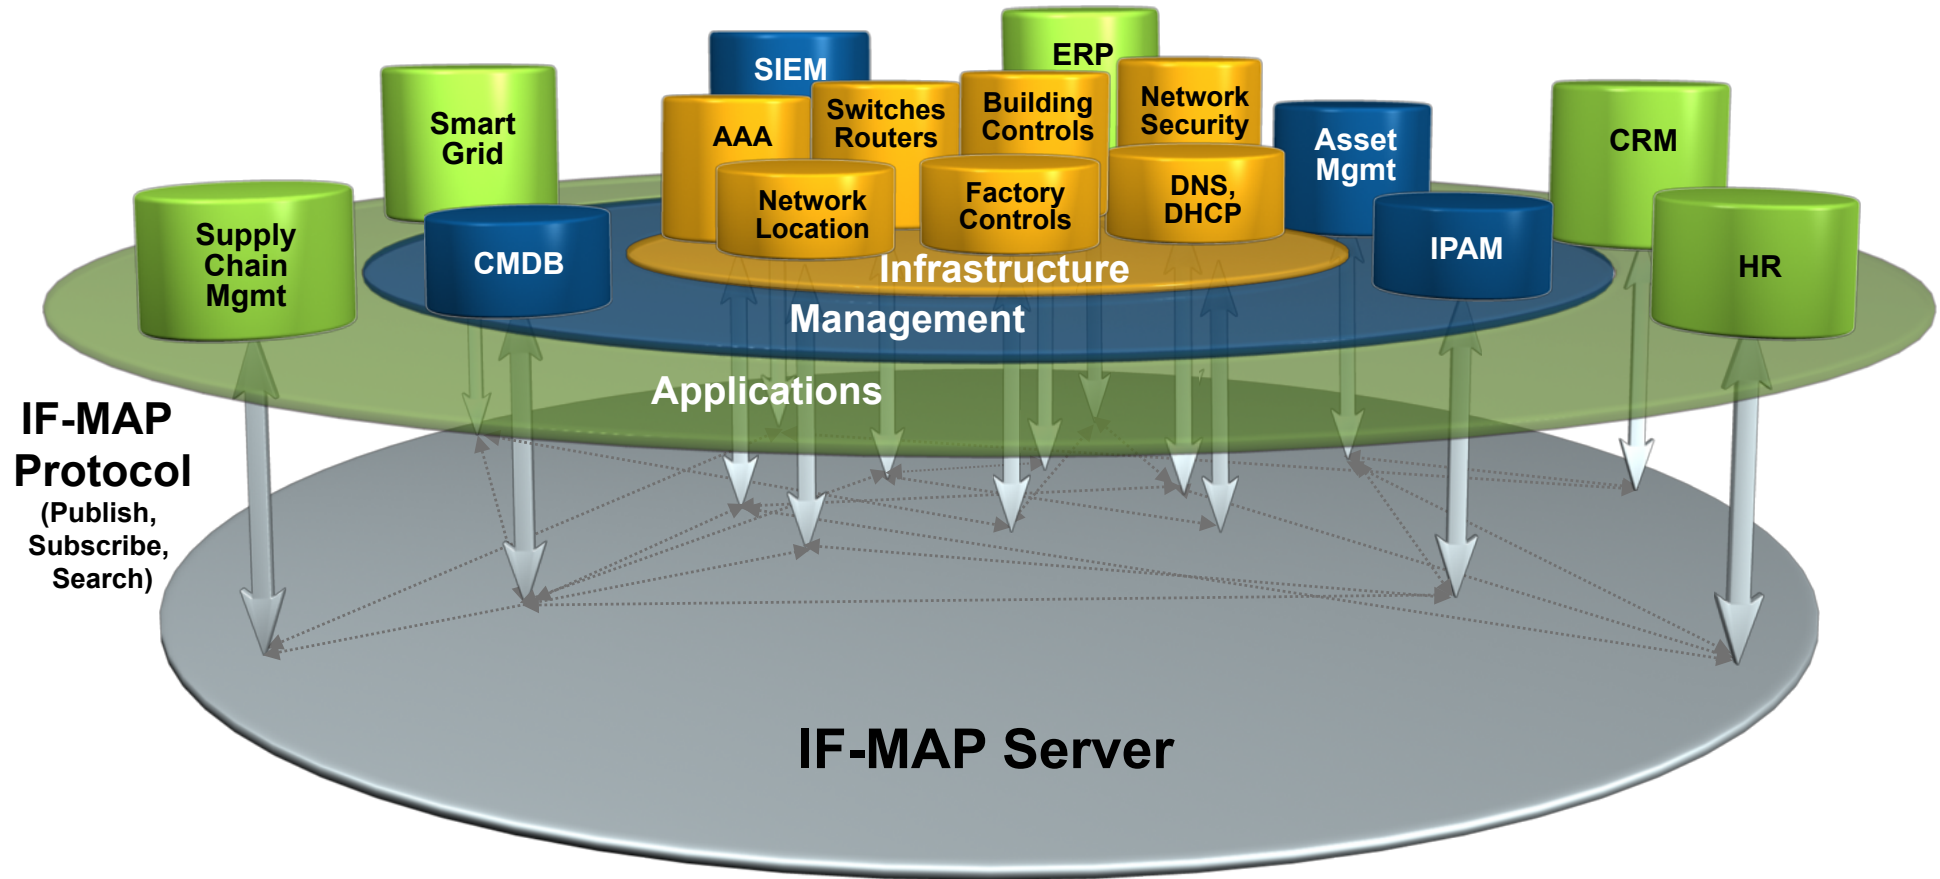 ERP
SIEM
Smart
Grid
AAA
Switches
Routers
Building
Controls
Network
Security
Asset
Mgmt
CRM
Supply
Chain
Mgmt
CMDB
Network
Location
Factory
Controls
DNS,
DHCP
IPAM
HR
Infrastructure
Management
Applications
IF-MAP
Protocol
(Publish,
Subscribe,
Search)
IF-MAP Server